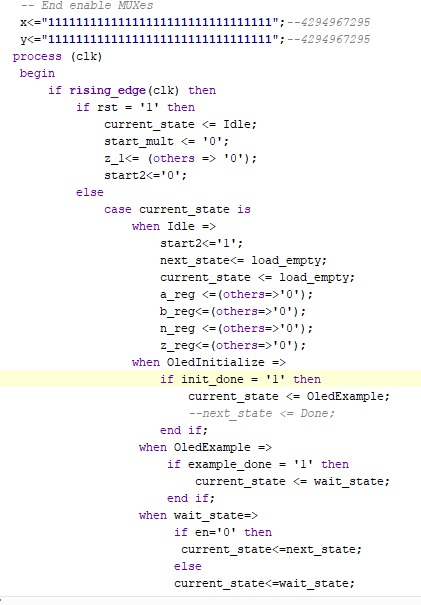 -- End enable MUXes
x<="11111111111111111111111111111111";--4294967295
y<="11111111111111111111111111111111";--4294967295
process (clk)
begin
if rising_edge(clk) then
if rst = '1' then
current_state <= Idle;
start_mult <= '0';
z_1<= (others => '0');
start2<='0';
else
case current_state is
when Idle =>
start2<='1';
next_state<= load_empty;
current_state <= load_empty;
a_reg <=(others=>'0');
b_reg<=(others=>'0');
n_reg <=(others=>'0');
z_reg<=(others=>'0');
when OledInitialize =>
if init_done = '1' then
current_state <= OledExample;
--next_state <= Done;
end if;
when OledExample =>
if example_done = '1' then
current_state <= wait_state;
end if;
when wait_state=>
if en='0' then
current_state<=next_state;
else
current_state<=wait_state;